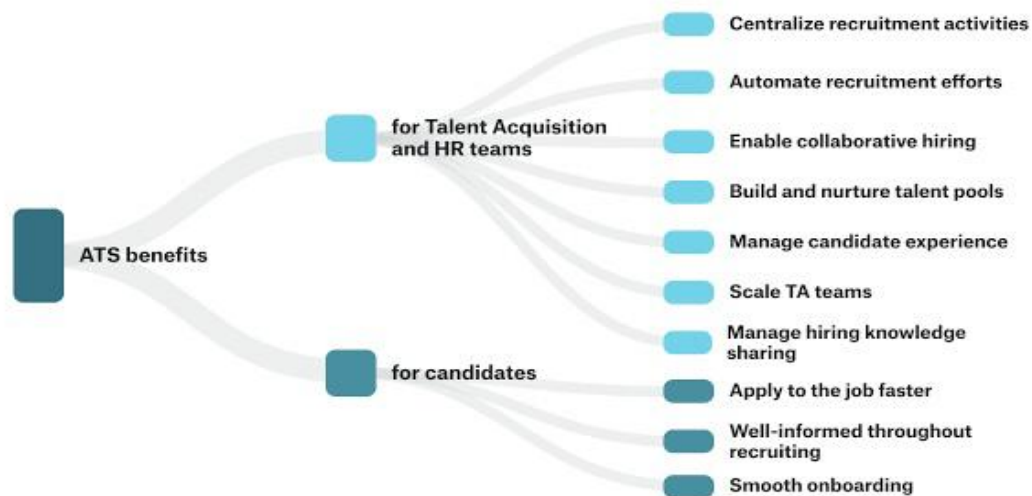 ATS benefits
for Talent Acquisition
and HR teams
Centralize recruitment activities
Automate recruitment efforts
Enable collaborative hiring
Build and nurture talent pools
Manage candidate experience
Scale TA teams
Manage hiring knowledge
sharing
for candidates
Apply to the job faster
Well-informed throughout
recruiting
Smooth onboarding